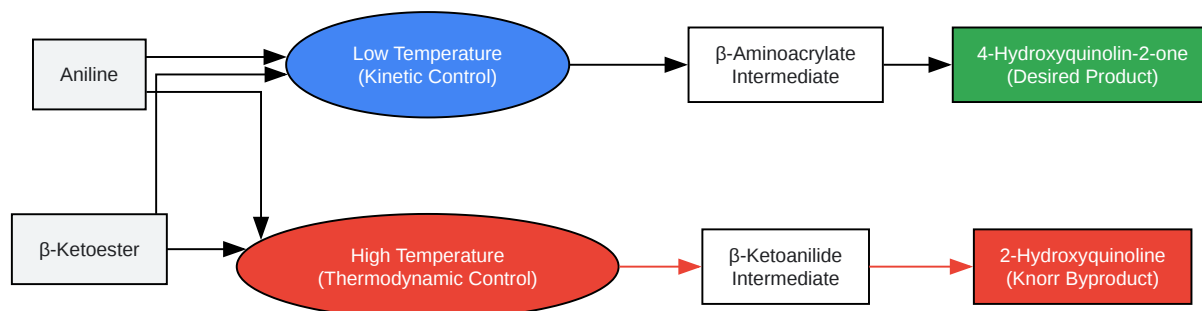 Aniline
Low Temperature
(Kinetic Control)
β-Aminoacrylate
Intermediate
4-Hydroxyquinolin-2-one
(Desired Product)
β-Ketoester
High Temperature
(Thermodynamic Control)
β-Ketoanilide
Intermediate
2-Hydroxyquinoline
(Knorr Byproduct)